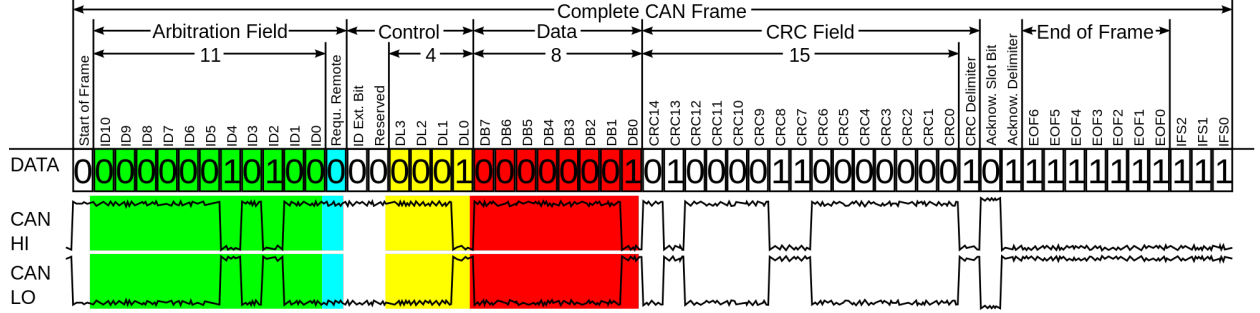 Complete CAN Frame
Arbitration Field Control Data CRC Field End of Frame
11 4 8 15
Start of Frame
ID10
ID9
ID8
ID7
ID6
ID5
ID4
ID3
ID2
ID1
ID0
Requ. Remote
ID Ext. Bit
Reserved
DL3
DL2
DL1
DL0
DB7
DB6
DB5
DB4
DB3
DB2
DB1
DB0
CRC14
CRC13
CRC12
CRC11
CRC10
CRC9
CRC8
CRC7
CRC6
CRC5
CRC4
CRC3
CRC2
CRC1
CRC0
CRC Delimiter
Acknow. Slot Bit
Acknow. Delimiter
EOF6
EOF5
EOF4
EOF3
EOF2
EOF1
EOF0
IFS2
IFS1
IFS0
DATA 0 0 0 0 0 0 0 1 0 1 0 0 0 0 0 0 0 0 1 0 0 0 0 0 0 0 1 0 1 0 0 0 0 1 1 0 0 0 0 0 0 0 1 0 1 1 1 1 1 1 1 1 1 1 1
CAN
HI
CAN
LO